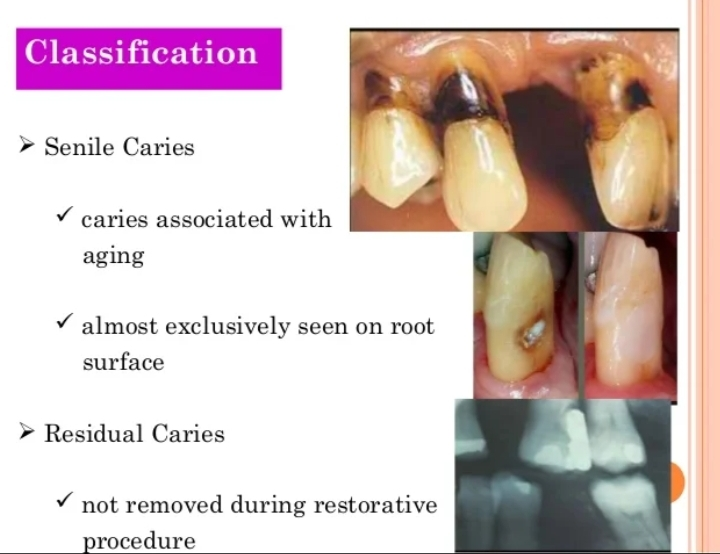 Classification
➢ Senile Caries
✓ caries associated with
aging
✓ almost exclusively seen on root
surface
➢ Residual Caries
✓ not removed during restorative
procedure